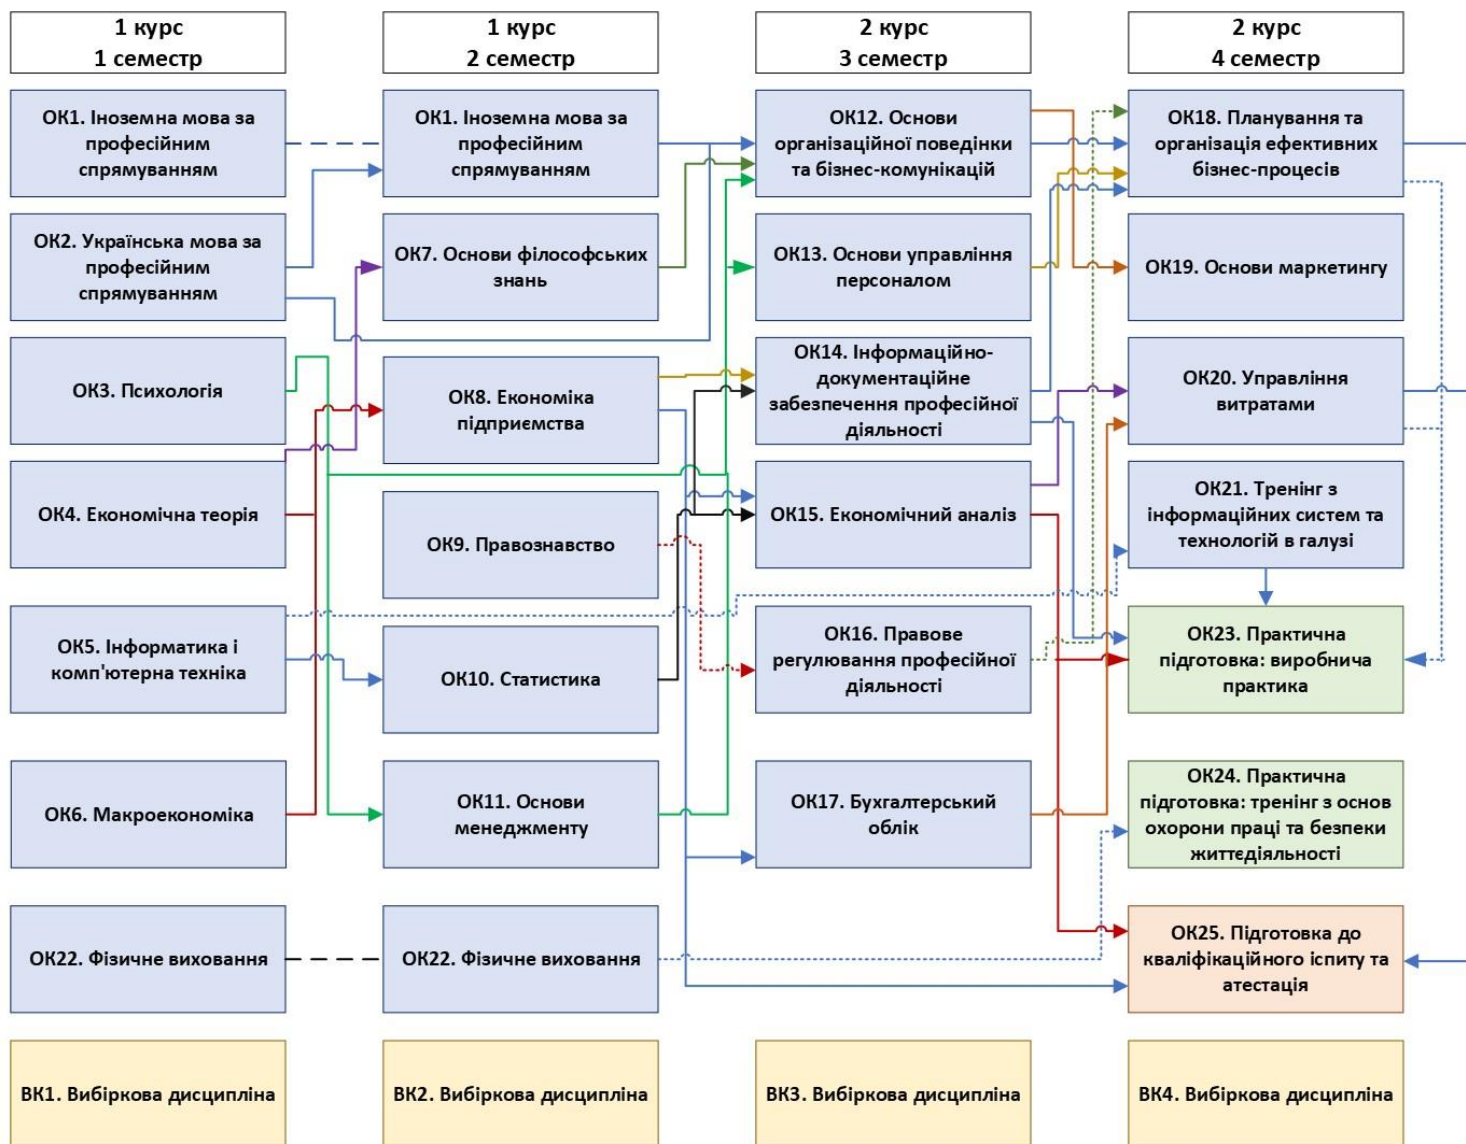 1 курс
1 семестр
1 курс
2 семестр
2 курс
3 семестр
2 курс
4 семестр
ОК1. Іноземна мова за
професійним
спрямуванням
ОК1. Іноземна мова за
професійним
спрямуванням
ОК12. Основи
організаційної поведінки
та бізнес-комунікацій
ОК18. Планування та
організація ефективних
бізнес-процесів
ОК2. Українська мова за
професійним
спрямуванням
ОК7. Основи філософських
знань
ОК13. Основи управління
персоналом
ОК19. Основи маркетингу
ОК3. Психологія
ОК8. Економіка
підприємства
ОК14. Інформаційно-
документаційне
забезпечення професійної
діяльності
ОК20. Управління
витратами
ОК4. Економічна теорія
ОК9. Правознавство
ОК15. Економічний аналіз
ОК21. Тренінг з
інформаційних систем та
технологій в галузі
ОК5. Інформатика і
комп'ютерна техніка
ОК10. Статистика
ОК16. Правове
регулювання професійної
діяльності
ОК23. Практична
підготовка: виробнича
практика
ОК6. Макроекономіка
ОК11. Основи
менеджменту
ОК17. Бухгалтерський
облік
ОК24. Практична
підготовка: тренінг з основ
охорони праці та безпеки
життєдіяльності
ОК22. Фізичне виховання
ОК22. Фізичне виховання
ОК25. Підготовка до
кваліфікаційного іспиту та
атестація
ВК1. Вибіркова дисципліна
ВК2. Вибіркова дисципліна
ВК3. Вибіркова дисципліна
ВК4. Вибіркова дисципліна